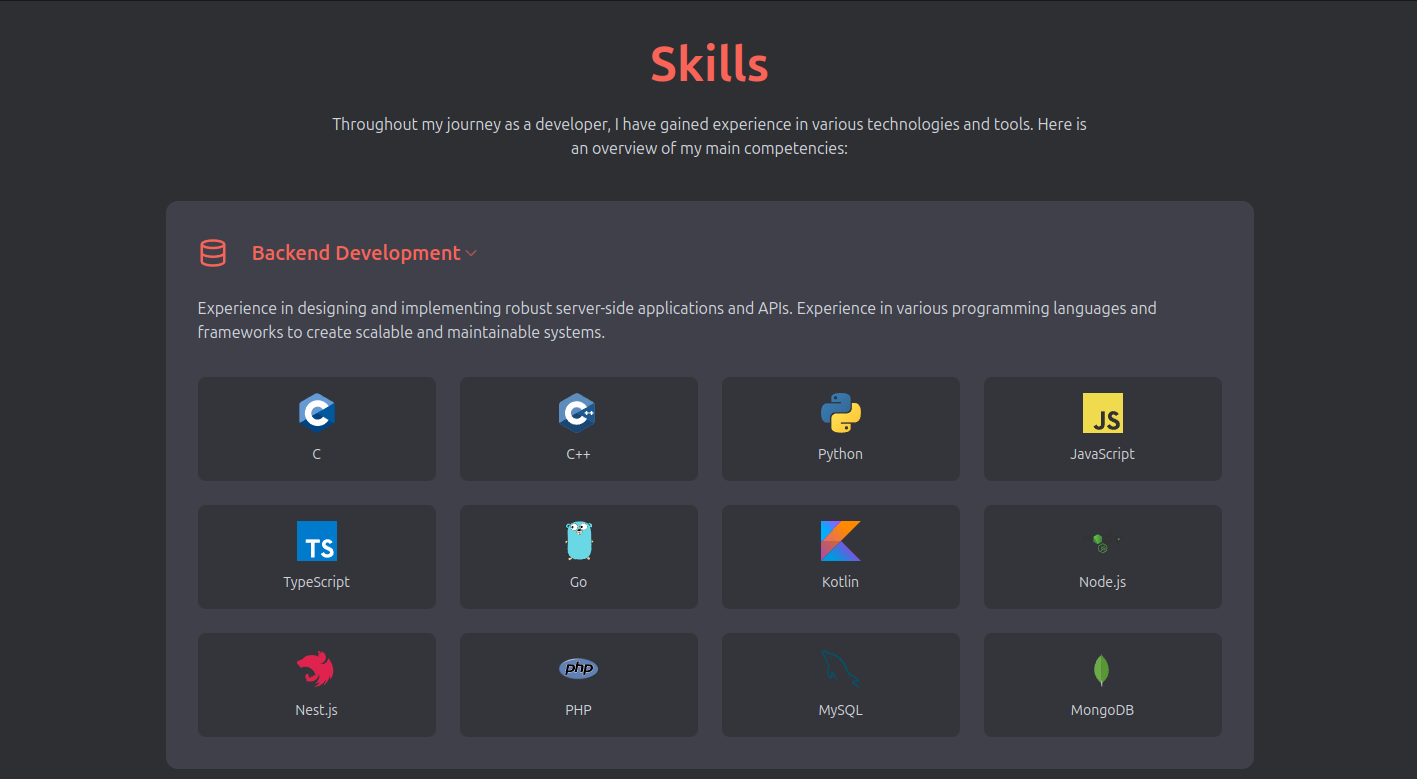 Skills
Throughout my journey as a developer, I have gained experience in various technologies and tools. Here is
an overview of my main competencies:
Backend Development
Experience in designing and implementing robust server-side applications and APIs. Experience in various programming languages and
frameworks to create scalable and maintainable systems.
C
C
C++
C++
Python
JS
JavaScript
TS
TypeScript
Go
Kotlin
Node.js
Nest.js
php
PHP
MySQL
MongoDB